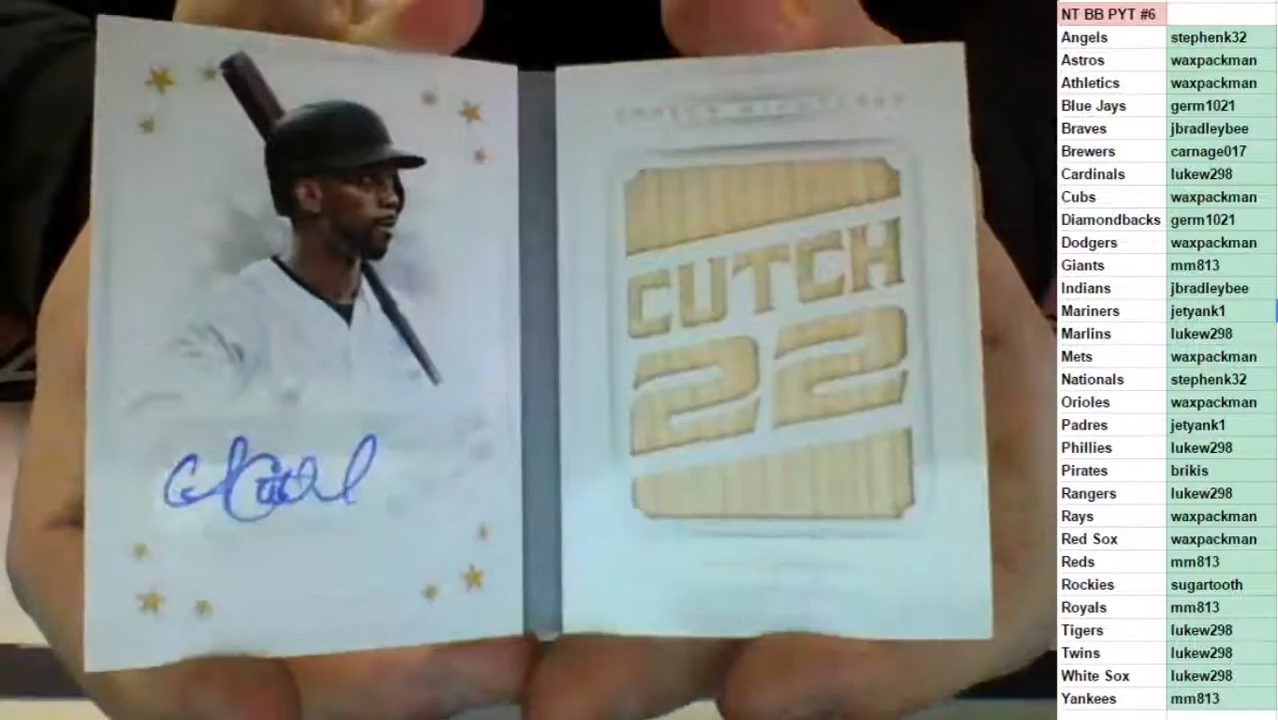 CUTCH
22
NT BB PYT #6
Angels stephenk32
Astros waxpackman
Athletics waxpackman
Blue Jays germ1021
Braves jbradleybee
Brewers carnage017
Cardinals lukew298
Cubs waxpackman
Diamondbacks germ1021
Dodgers waxpackman
Giants mm813
Indians jbradleybee
Mariners jetyank1
Marlins lukew298
Mets waxpackman
Nationals stephenk32
Orioles waxpackman
Padres jetyank1
Phillies lukew298
Pirates brikis
Rangers lukew298
Rays waxpackman
Red Sox waxpackman
Reds mm813
Rockies sugartooth
Royals mm813
Tigers lukew298
Twins lukew298
White Sox lukew298
Yankees mm813